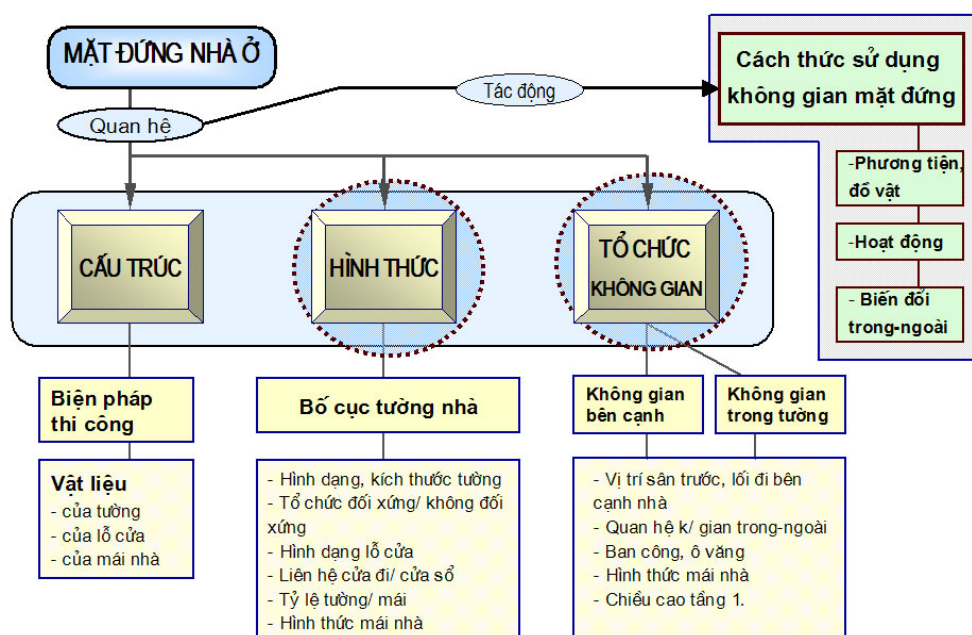 MẶT ĐỨNG NHÀ Ở
Quan hệ
Tác động
Cách thức sử dụng
không gian mặt đứng
-Phương tiện,
đồ vật
-Hoạt động
- Biến đổi
trong-ngoài
CẤU TRÚC
HÌNH THỨC
TỔ CHỨC
KHÔNG GIAN
Biện pháp
thi công
Vật liệu
- của tường
- của lỗ cửa
- của mái nhà
Bố cục tường nhà
- Hình dạng, kích thước tường
- Tổ chức đối xứng/ không đối
xứng
- Hình dạng lỗ cửa
- Liên hệ cửa đi/ cửa sổ
- Tỷ lệ tường/ mái
- Hình thức mái nhà
Không gian
bên cạnh
Không gian
trong tường
- Vị trí sân trước, lối đi bên
cạnh nhà
- Quan hệ k/ gian trong-ngoài
- Ban công, ô văng
- Hình thức mái nhà
- Chiều cao tầng 1.